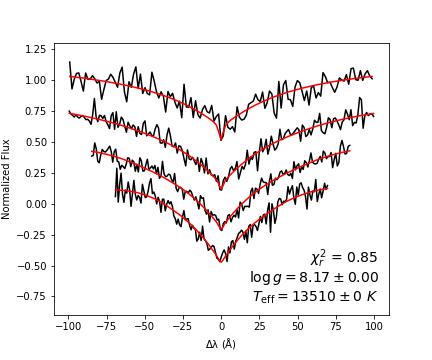 1.25
1.00
0.75
0.50
0.25
0.00
−0.25
−0.50
−0.75
Normalized Flux
χ²ᵣ = 0.85
log g = 8.17 ± 0.00
T_eff = 13510 ± 0 K
−100 −75 −50 −25 0 25 50 75 100
Δλ (Å)